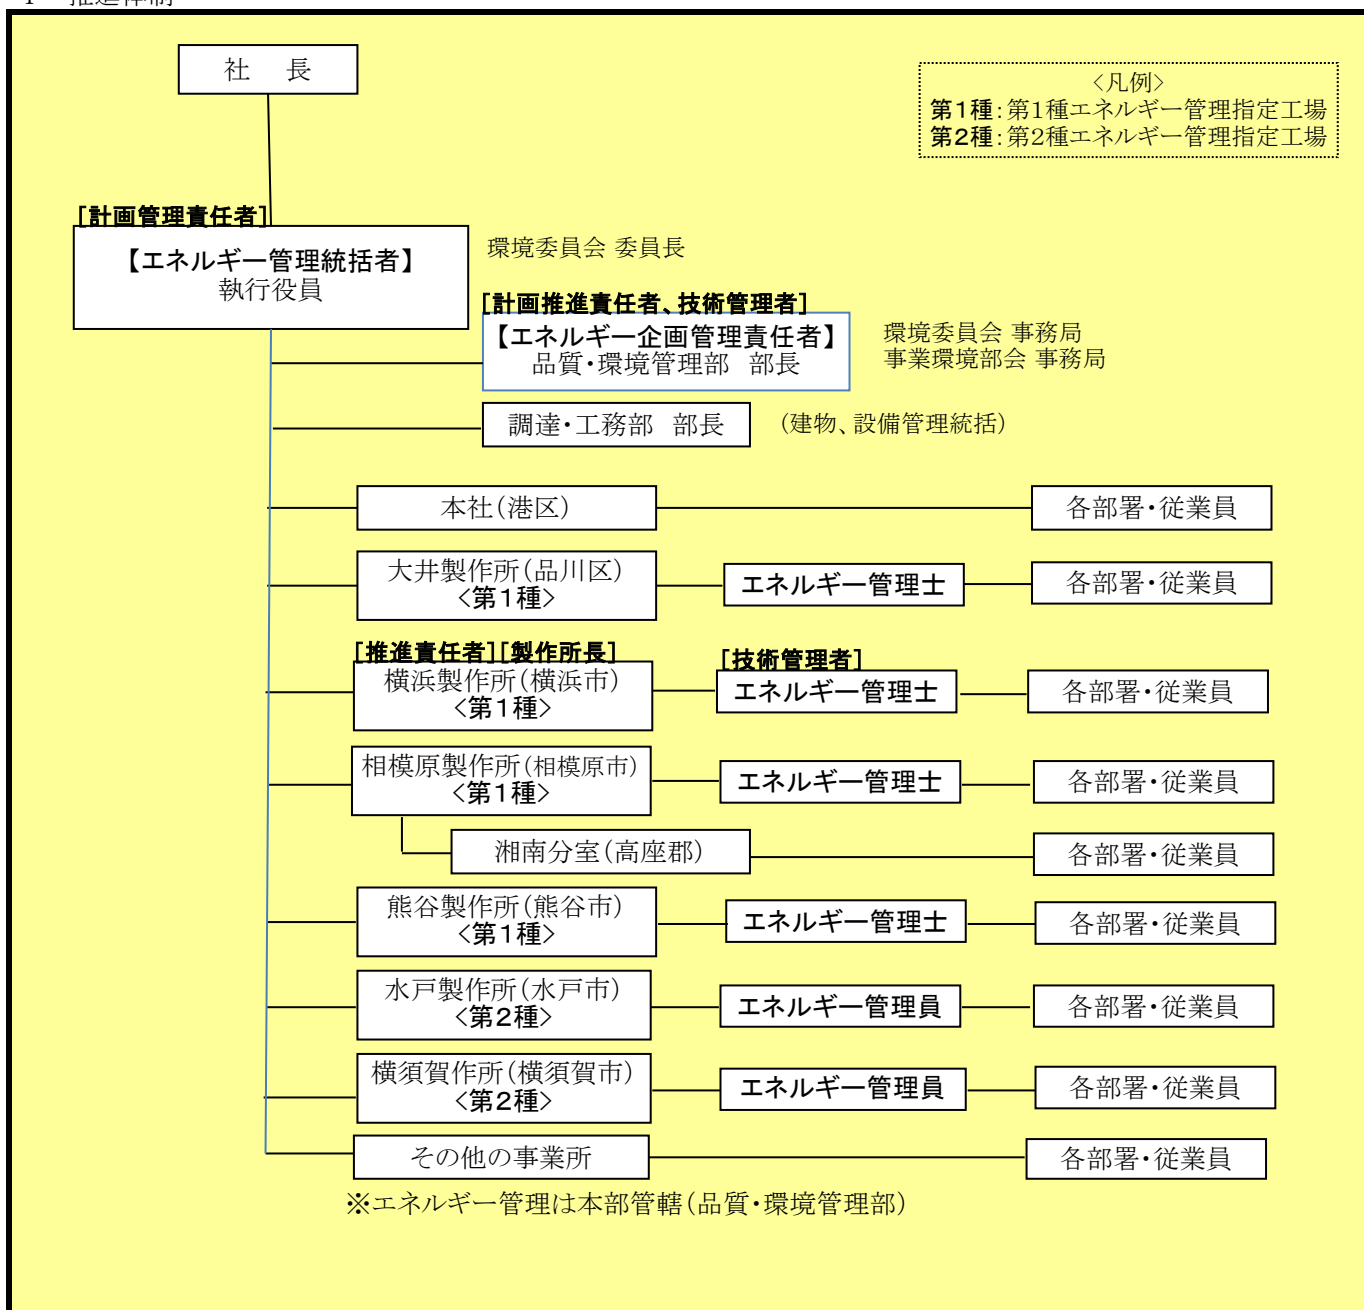 1 推進体制
社　長
<凡例>
第1種：第1種エネルギー管理指定工場
第2種：第2種エネルギー管理指定工場
[計画管理責任者]
【エネルギー管理統括者】
執行役員
環境委員会 委員長
[計画推進責任者、技術管理者]
【エネルギー企画管理責任者】
品質・環境管理部　部長
環境委員会 事務局
事業環境部会 事務局
調達・工務部　部長
（建物、設備管理統括）
本社（港区）
各部署・従業員
大井製作所（品川区）
<第１種>
エネルギー管理士
各部署・従業員
[推進責任者][製作所長]
[技術管理者]
横浜製作所（横浜市）
<第１種>
エネルギー管理士
各部署・従業員
相模原製作所（相模原市）
<第１種>
エネルギー管理士
各部署・従業員
湘南分室（高座郡）
各部署・従業員
熊谷製作所（熊谷市）
<第１種>
エネルギー管理士
各部署・従業員
水戸製作所（水戸市）
<第２種>
エネルギー管理員
各部署・従業員
横須賀作所（横須賀市）
<第２種>
エネルギー管理員
各部署・従業員
その他の事業所
各部署・従業員
※エネルギー管理は本部管轄（品質・環境管理部）